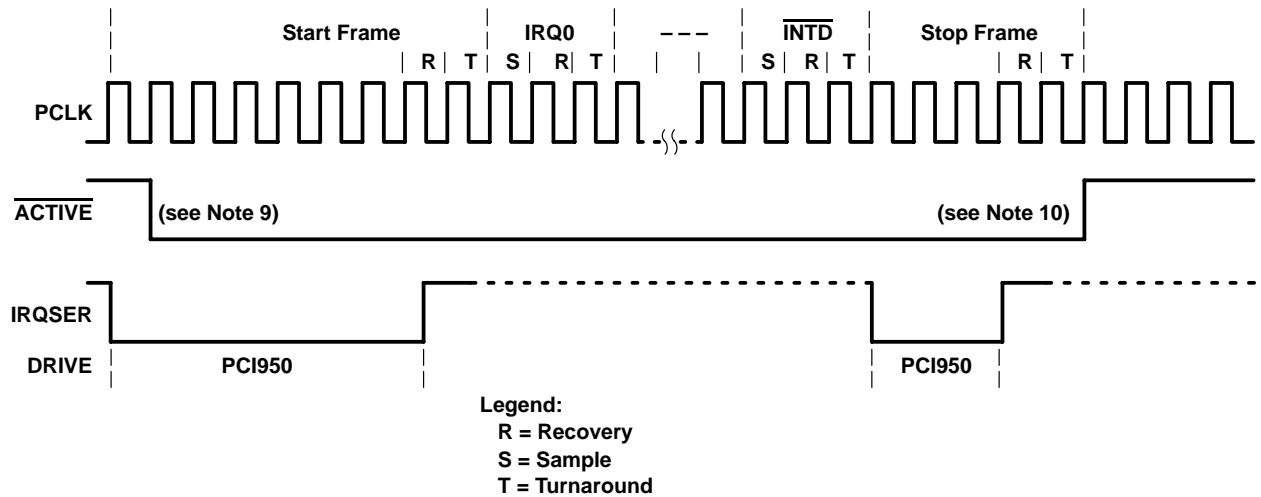 Start Frame IRQ0 – – – INTD Stop Frame
R T S R T S R T R T
PCLK
ACTIVE (see Note 9) (see Note 10)
IRQSER
DRIVE PCI950 PCI950
Legend:
R = Recovery
S = Sample
T = Turnaround